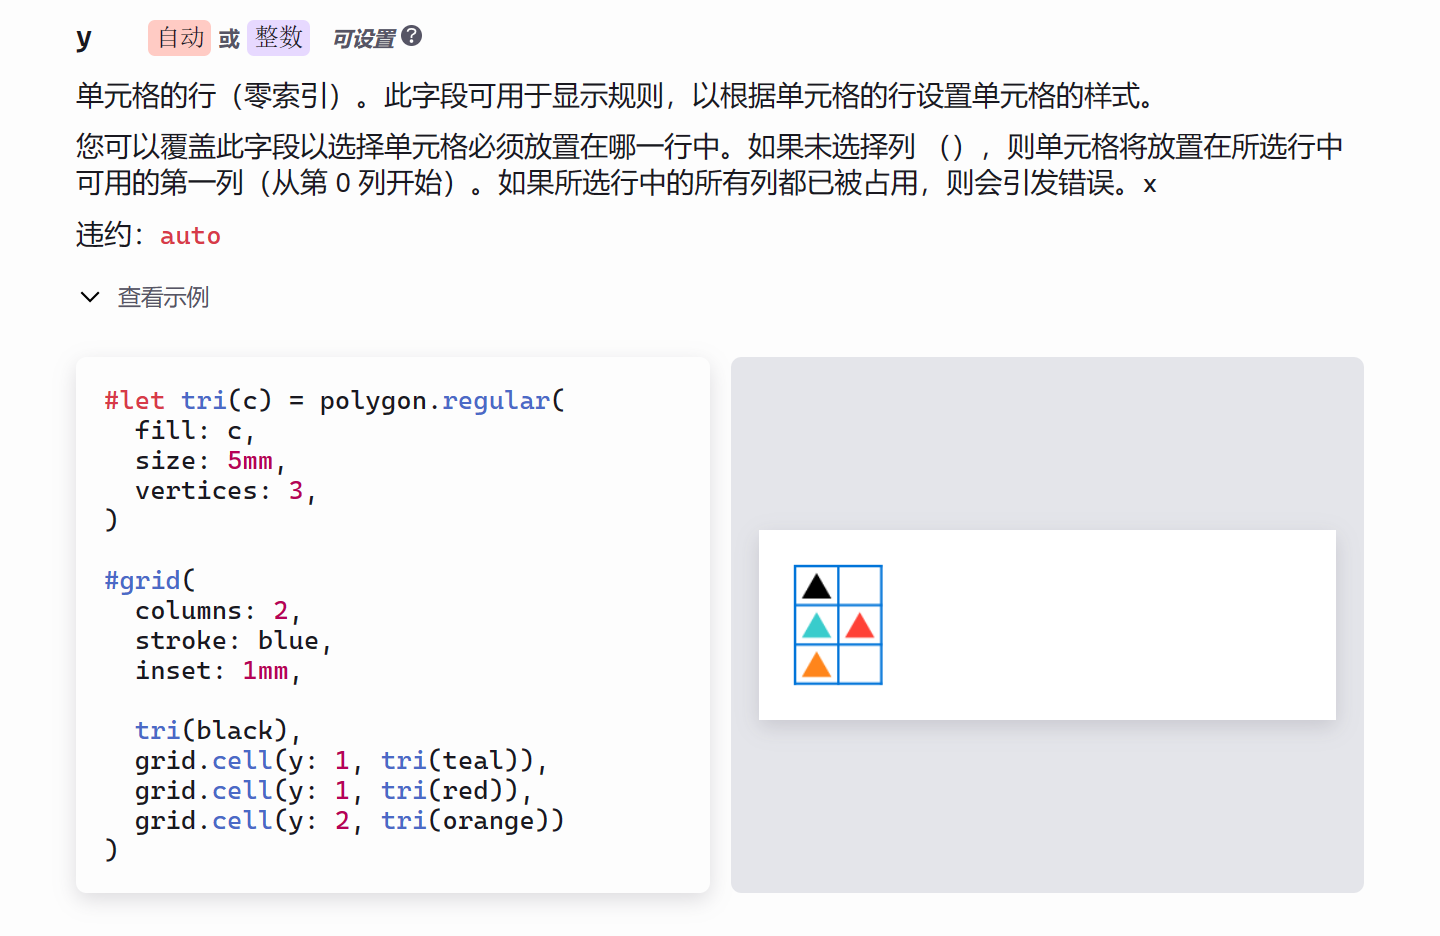 y 自动 或 整数 可设置 ?
单元格的行（零索引）。此字段可用于显示规则，以根据单元格的行设置单元格的样式。
您可以覆盖此字段以选择单元格必须放置在哪一行中。如果未选择列 （），则单元格将放置在所选行中
可用的第一列（从第 0 列开始）。如果所选行中的所有列都已被占用，则会引发错误。x
违约：auto
查看示例
#let tri(c) = polygon.regular(
  fill: c,
  size: 5mm,
  vertices: 3,
)
#grid(
  columns: 2,
  stroke: blue,
  inset: 1mm,
  tri(black),
  grid.cell(y: 1, tri(teal)),
  grid.cell(y: 1, tri(red)),
  grid.cell(y: 2, tri(orange))
)